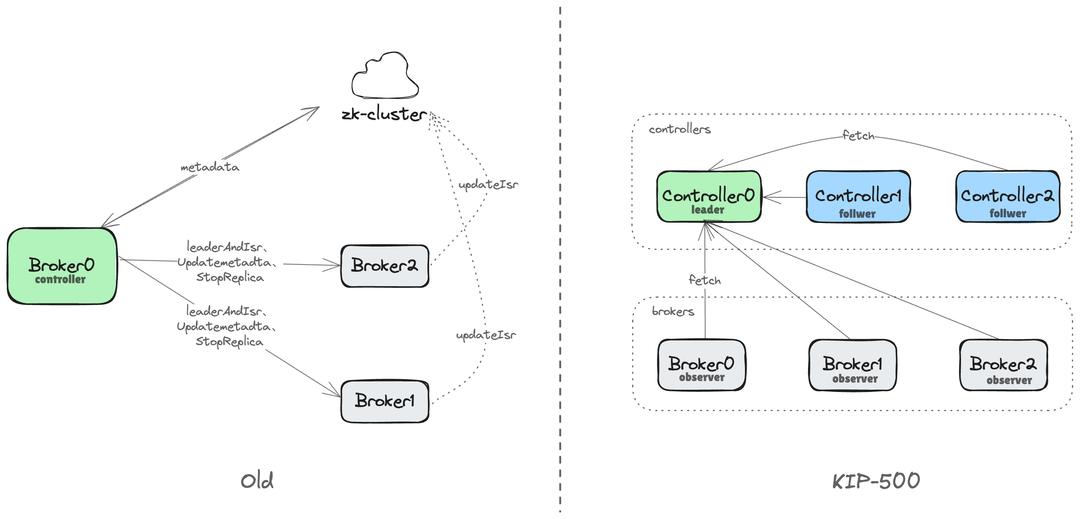 zk-cluster
metadata
updateIsr
Broker0
controller
leaderAndIsr、
Updatemetadta、
StopReplica
Broker2
leaderAndIsr、
Updatemetadta、
StopReplica
updateIsr
Broker1
Old
controllers
fetch
Controller0
leader
Controller1
follwer
Controller2
follwer
fetch
brokers
Broker0
observer
Broker1
observer
Broker2
observer
KIP-500